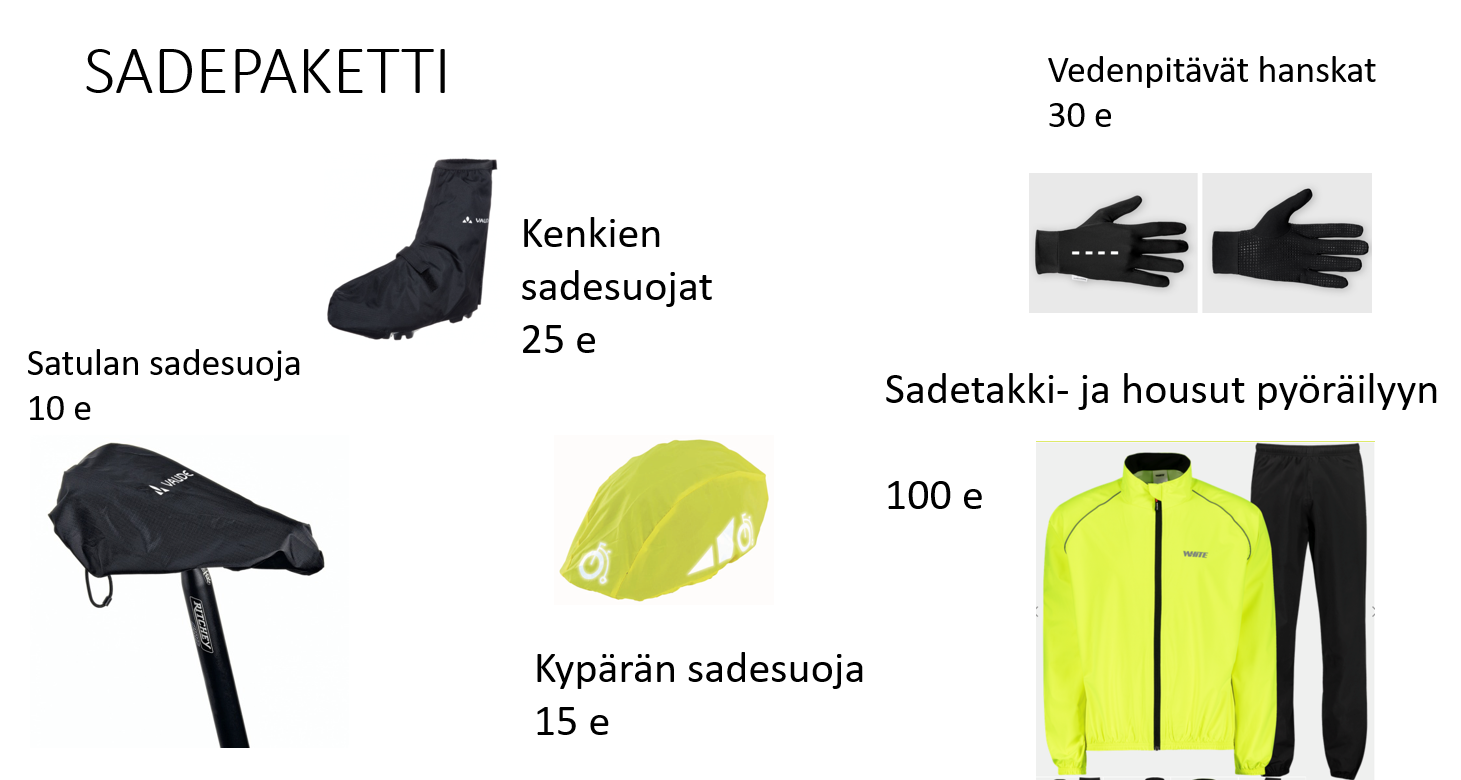 SADEPAKETTI
Vedenpitävät hanskat
30 e
VAUDE
Kenkien
sadesuojat
25 e
Satulan sadesuoja
10 e
VAUDE
RITCHEY
Sadetakki- ja housut pyöräilyyn
100 e
WHITE
Kypärän sadesuoja
15 e